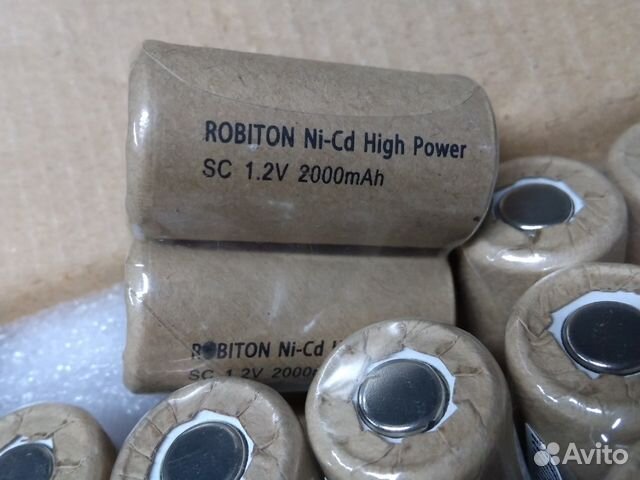 ROBITON Ni-Cd High Power
SC 1.2V 2000mAh
ROBITON Ni-Cd
SC 1.2V
Avito